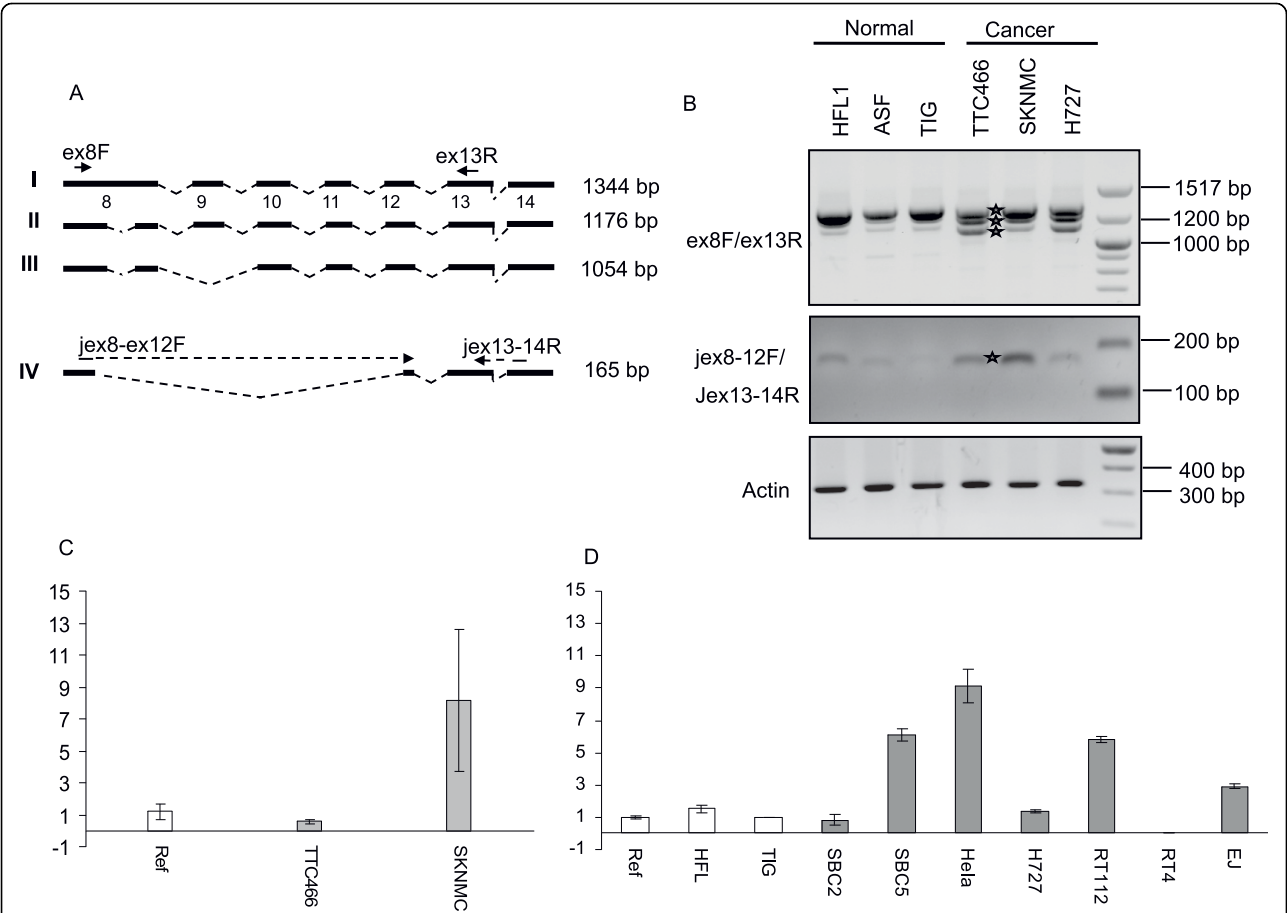 A
ex8F
ex13R
I
1344 bp
8 9 10 11 12 13 14
II
1176 bp
III
1054 bp
jex8-ex12F
jex13-14R
IV
165 bp
B
Normal
Cancer
HFL1
ASF
TIG
TTC466
SKNMC
H727
ex8F/ex13R
1517 bp
1200 bp
1000 bp
jex8-12F/
Jex13-14R
200 bp
100 bp
Actin
400 bp
300 bp
C
15
13
11
9
7
5
3
1
-1
Ref
TTC466
SKNMC
D
15
13
11
9
7
5
3
1
-1
Ref
HFL
TIG
SBC2
SBC5
Hela
H727
RT112
RT4
EJ